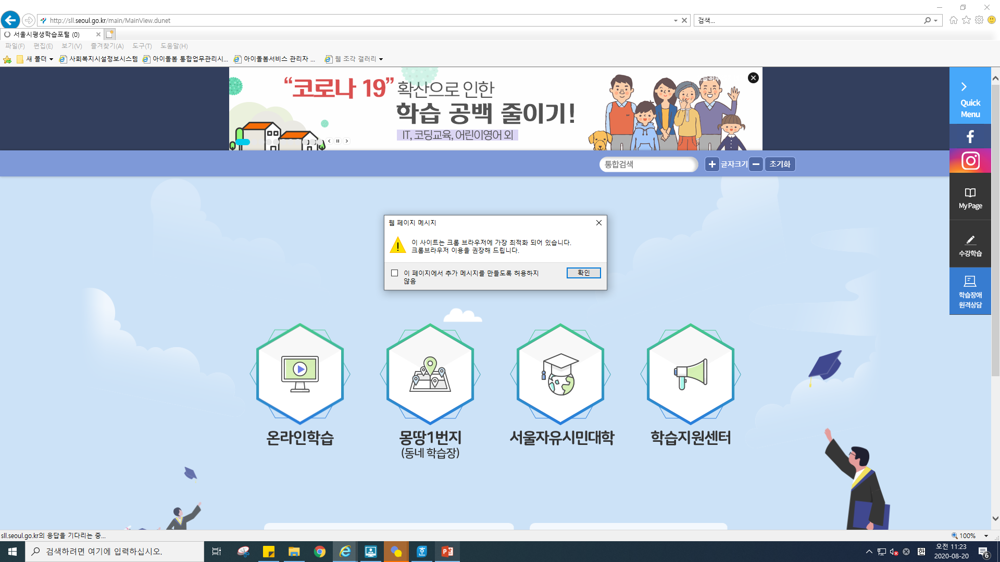 http://sll.seoul.go.kr/main/MainView.dunet
검색...
서울시평생학습포털 (0)
파일(F) 편집(E) 보기(V) 즐겨찾기(A) 도구(T) 도움말(H)
새 폴더 사회복지시설정보시스템 아이돌봄 통합업무관리시... 아이돌봄서비스 관리자 ... 웹 조각 갤러리
“코로나 19” 확산으로 인한
학습 공백 줄이기!
IT, 코딩교육, 어린이영어 외
Quick
Menu
통합검색
글자크기
초기화
My Page
수강학습
학습장애
원격상담
웹 페이지 메시지
이 사이트는 크롬 브라우저에 가장 최적화 되어 있습니다.
크롬브라우저 이용을 권장해 드립니다.
이 페이지에서 추가 메시지를 만들도록 허용하지
않음
확인
온라인학습
몽땅1번지
(동네 학습장)
서울자유시민대학
학습지원센터
sll.seoul.go.kr의 응답을 기다리는 중...
100%
검색하려면 여기에 입력하십시오.
한
오전 11:23
2020-08-20
6